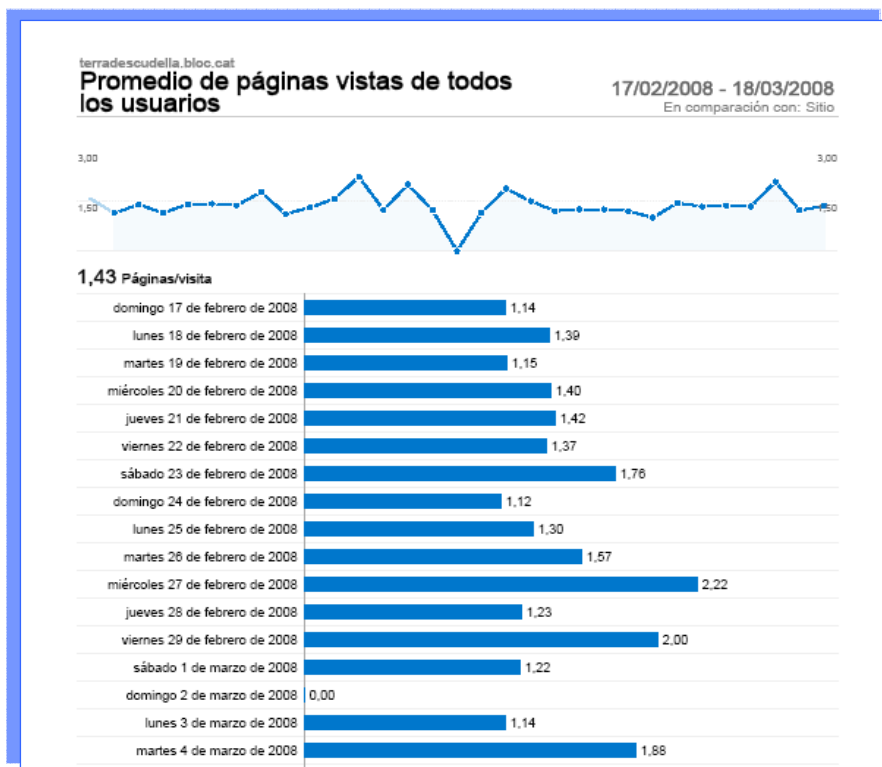 terradescudella.bloc.cat
Promedio de páginas vistas de todos
los usuarios
17/02/2008 - 18/03/2008
En comparación con: Sitio
3,00 3,00
1,50 1,50
1,43 Páginas/visita
domingo 17 de febrero de 2008 1,14
lunes 18 de febrero de 2008 1,39
martes 19 de febrero de 2008 1,15
miércoles 20 de febrero de 2008 1,40
jueves 21 de febrero de 2008 1,42
viernes 22 de febrero de 2008 1,37
sábado 23 de febrero de 2008 1,76
domingo 24 de febrero de 2008 1,12
lunes 25 de febrero de 2008 1,30
martes 26 de febrero de 2008 1,57
miércoles 27 de febrero de 2008 2,22
jueves 28 de febrero de 2008 1,23
viernes 29 de febrero de 2008 2,00
sábado 1 de marzo de 2008 1,22
domingo 2 de marzo de 2008 0,00
lunes 3 de marzo de 2008 1,14
martes 4 de marzo de 2008 1,88